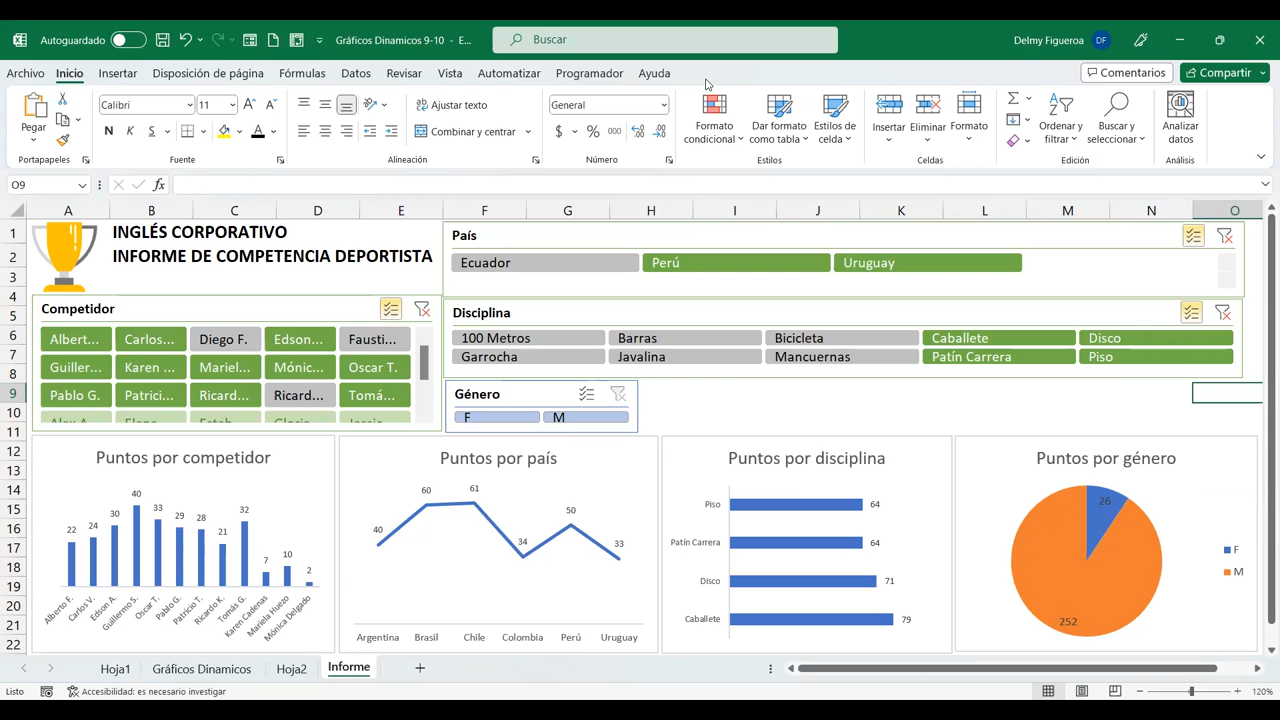 Autoguardado
Gráficos Dinamicos 9-10 - E...
Buscar
Delmy Figueroa DF
Archivo Inicio Insertar Disposición de página Fórmulas Datos Revisar Vista Automatizar Programador Ayuda
Comentarios Compartir
Pegar
Calibri 11
N K S
Ajustar texto
Combinar y centrar
General
$ % 000
Formato condicional
Dar formato como tabla
Estilos de celda
Insertar Eliminar Formato
Ordenar y filtrar
Buscar y seleccionar
Analizar datos
Portapapeles Fuente Alineación Número Estilos Celdas Edición Análisis
O9 fx
A B C D E F G H I J K L M N O
1
2
3
4
5
6
7
8
9
10
11
12
13
14
15
16
17
18
19
20
21
22
INGLÉS CORPORATIVO
INFORME DE COMPETENCIA DEPORTISTA
País
Ecuador Perú Uruguay
Competidor
Albert... Carlos... Diego F. Edson... Fausti...
Guiller... Karen ... Mariel... Mónic... Oscar T.
Pablo G. Patrici... Ricard... Ricard... Tomá...
Disciplina
100 Metros Barras Bicicleta Caballete Disco
Garrocha Javalina Mancuernas Patín Carrera Piso
Género
F M
Puntos por competidor
22 24 30 40 33 29 28 21 32 7 10 2
Alberto F. Carlos V. Edson A. Guillermo S. Oscar T. Pablo G. Patricio T. Ricardo K. Tomás G. Karen Cadenas Mariela Huezo Mónica Delgado
Puntos por país
40 60 61 34 50 33
Argentina Brasil Chile Colombia Perú Uruguay
Puntos por disciplina
Piso 64
Patín Carrera 64
Disco 71
Caballete 79
Puntos por género
26
252
F
M
Hoja1 Gráficos Dinamicos Hoja2 Informe
Listo Accesibilidad: es necesario investigar 120%